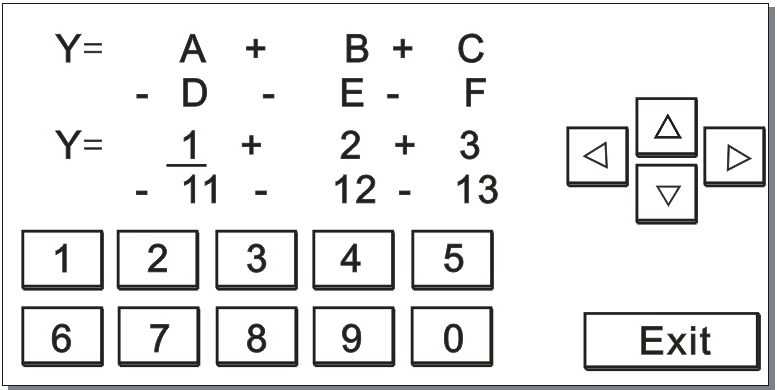 Y= A + B + C
- D - E - F
Y= 1 + 2 + 3
- 11 - 12 - 13
1 2 3 4 5
6 7 8 9 0
Exit